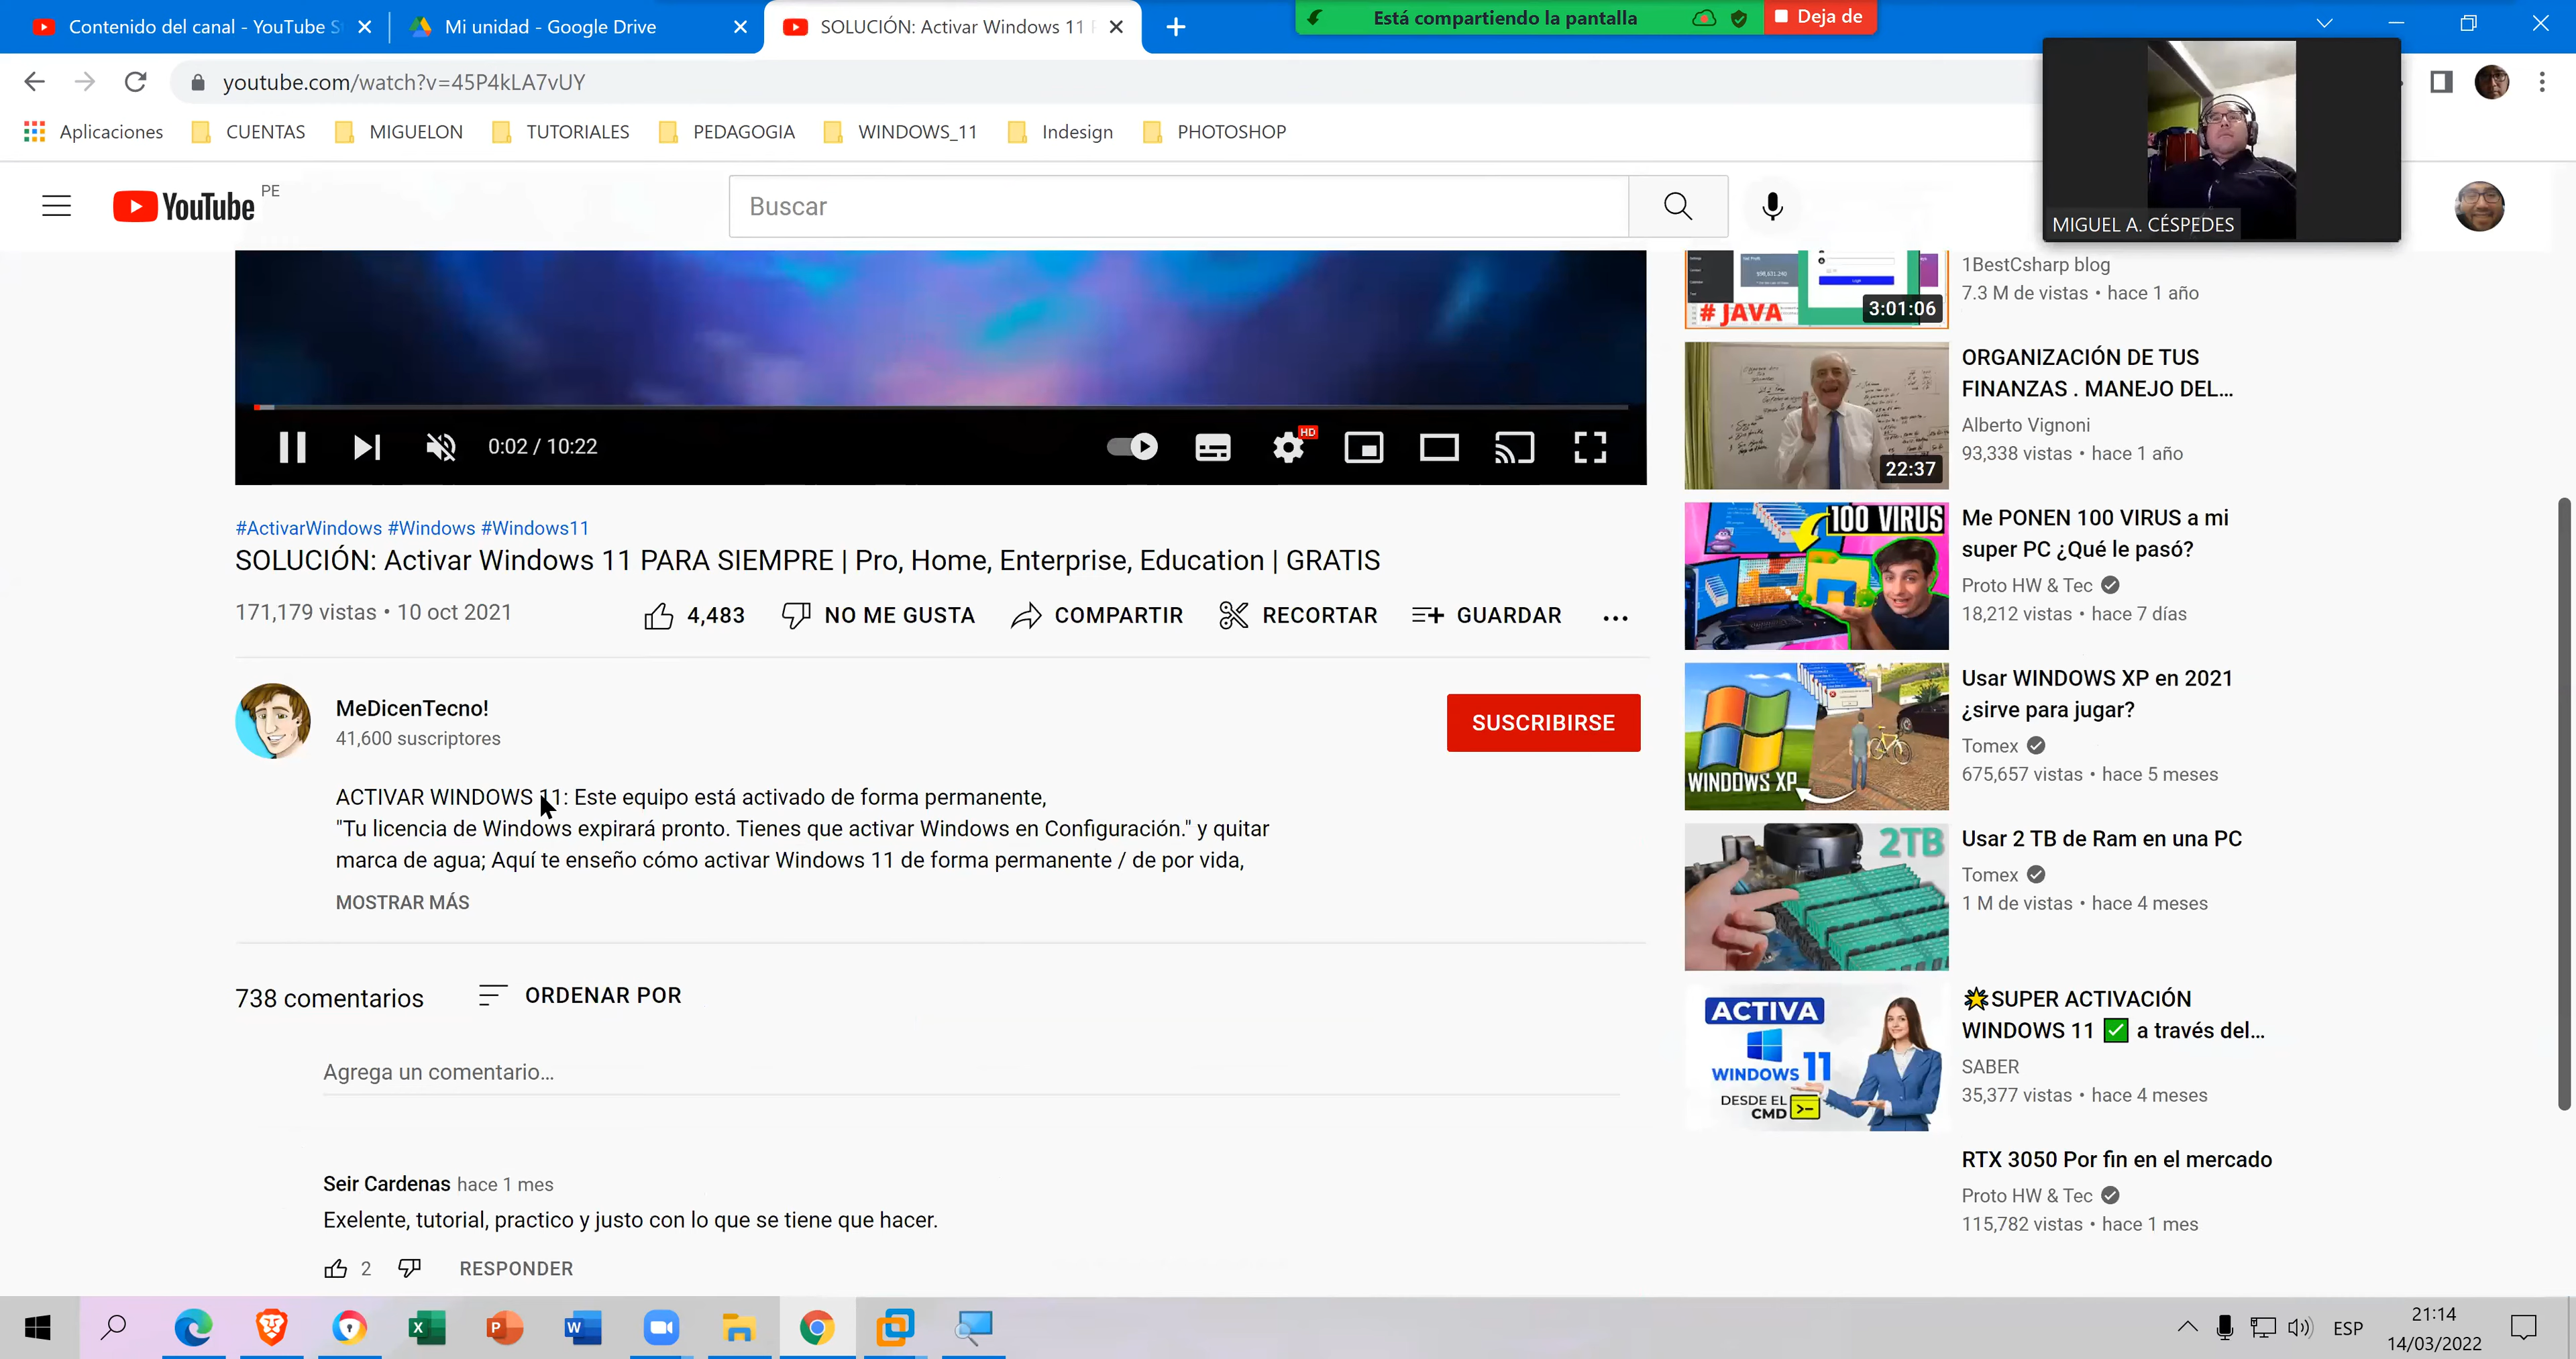 Contenido del canal - YouTube S
Mi unidad - Google Drive
SOLUCIÓN: Activar Windows 11
Está compartiendo la pantalla
Deja de
youtube.com/watch?v=45P4kLA7vUY
Aplicaciones
CUENTAS
MIGUELON
TUTORIALES
PEDAGOGIA
WINDOWS_11
Indesign
PHOTOSHOP
MIGUEL A. CÉSPEDES
YouTube PE
Buscar
0:02 / 10:22
HD
#ActivarWindows #Windows #Windows11
SOLUCIÓN: Activar Windows 11 PARA SIEMPRE | Pro, Home, Enterprise, Education | GRATIS
171,179 vistas • 10 oct 2021
4,483
NO ME GUSTA
COMPARTIR
RECORTAR
GUARDAR
MeDicenTecno!
41,600 suscriptores
SUSCRIBIRSE
ACTIVAR WINDOWS 11: Este equipo está activado de forma permanente,
"Tu licencia de Windows expirará pronto. Tienes que activar Windows en Configuración." y quitar
marca de agua; Aquí te enseño cómo activar Windows 11 de forma permanente / de por vida,
MOSTRAR MÁS
738 comentarios
ORDENAR POR
Agrega un comentario...
Seir Cardenas hace 1 mes
Exelente, tutorial, practico y justo con lo que se tiene que hacer.
2
RESPONDER
# JAVA
3:01:06
1BestCsharp blog
7.3 M de vistas • hace 1 año
22:37
ORGANIZACIÓN DE TUS
FINANZAS . MANEJO DEL...
Alberto Vignoni
93,338 vistas • hace 1 año
100 VIRUS
Me PONEN 100 VIRUS a mi
super PC ¿Qué le pasó?
Proto HW & Tec
18,212 vistas • hace 7 días
WINDOWS XP
Usar WINDOWS XP en 2021
¿sirve para jugar?
Tomex
675,657 vistas • hace 5 meses
2TB
Usar 2 TB de Ram en una PC
Tomex
1 M de vistas • hace 4 meses
ACTIVA
WINDOWS 11
DESDE EL
CMD
SUPER ACTIVACIÓN
WINDOWS 11 ✅ a través del...
SABER
35,377 vistas • hace 4 meses
RTX 3050 Por fin en el mercado
Proto HW & Tec
115,782 vistas • hace 1 mes
ESP
21:14
14/03/2022